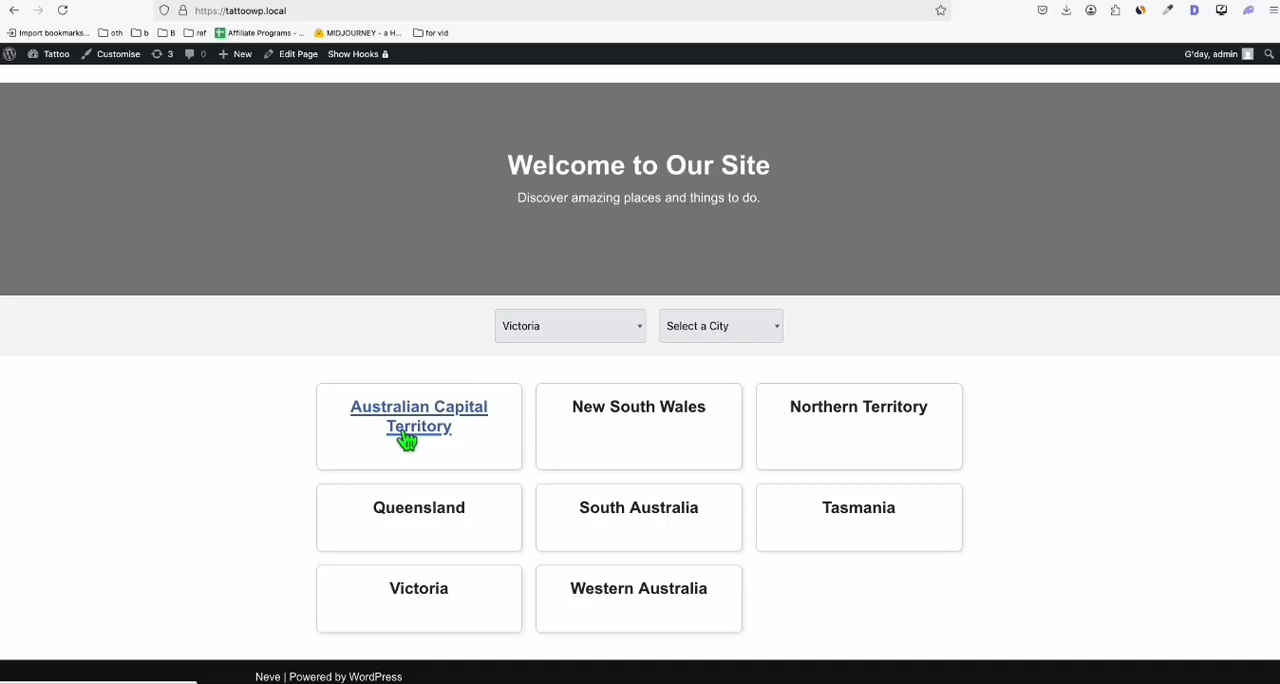 https://tattoowp.local
Import bookmarks... oth b B ref Affiliate Programs - ... MIDJOURNEY - a H... for vid
Tattoo Customise 3 0 New Edit Page Show Hooks G'day, admin
Welcome to Our Site
Discover amazing places and things to do.
Victoria Select a City
Australian Capital
Territory
New South Wales
Northern Territory
Queensland
South Australia
Tasmania
Victoria
Western Australia
Neve | Powered by WordPress